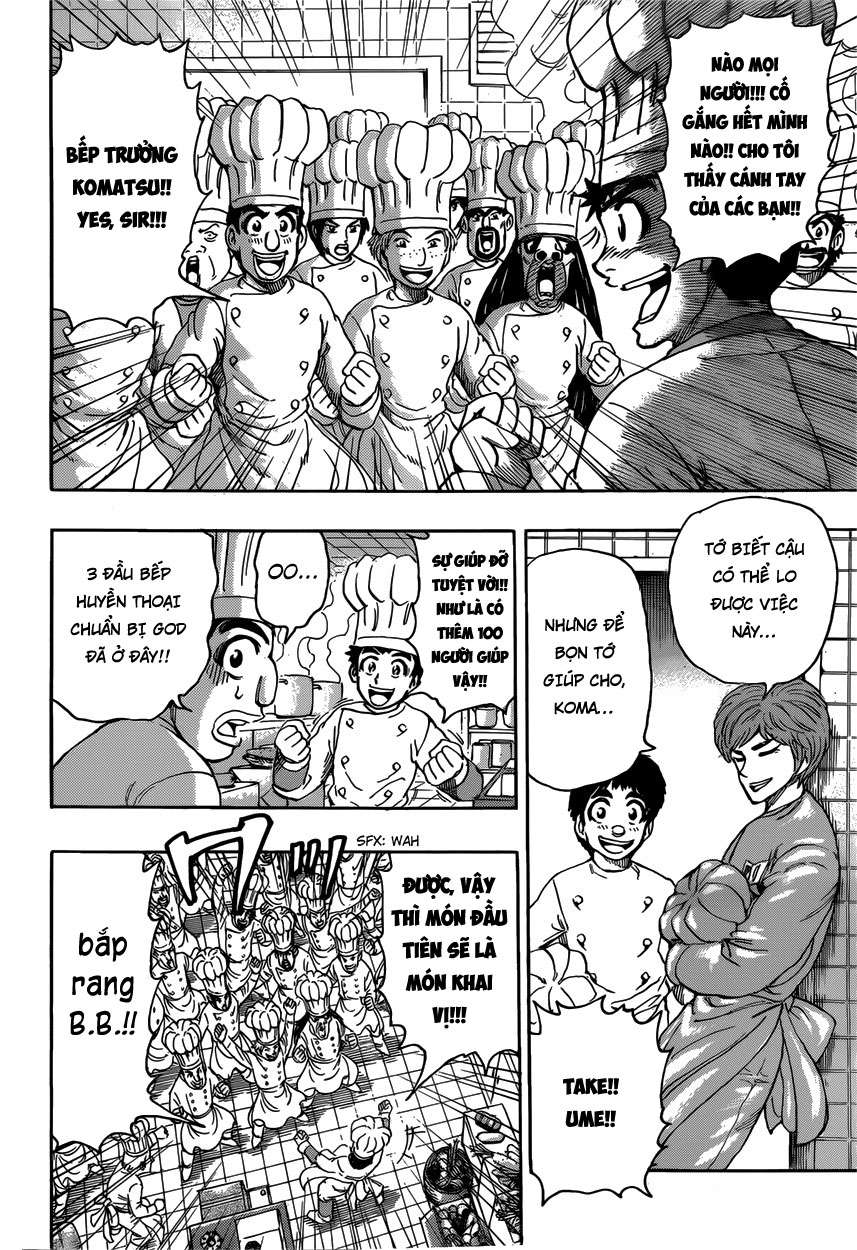 NÀO MỌI
NGƯỜI!!! CỐ
GẮNG HẾT MÌNH
NÀO!! CHO TÔI
THẤY CÁNH TAY
CỦA CÁC BẠN!!
BẾP TRƯỞNG
KOMATSU!!
YES, SIR!!!
TỚ BIẾT CẬU
CÓ THỂ LO
ĐƯỢC VIỆC
NÀY...
NHƯNG ĐỂ
BỌN TỚ
GIÚP CHO,
KOMA...
TAKE!!
UME!!
SỰ GIÚP ĐỠ
TUYỆT VỜI!!
NHƯ LÀ CÓ
THÊM 100
NGƯỜI GIÚP
VẬY!!
OO...
3 ĐẦU BẾP
HUYỀN THOẠI
CHUẨN BỊ GOD
ĐÃ Ở ĐÂY!!
SFX: WAH
ワ!!!
ĐƯỢC, VẬY
THÌ MÓN ĐẦU
TIÊN SẼ LÀ
MÓN KHAI
VỊ!!!
bắp
rang
B.B.!!